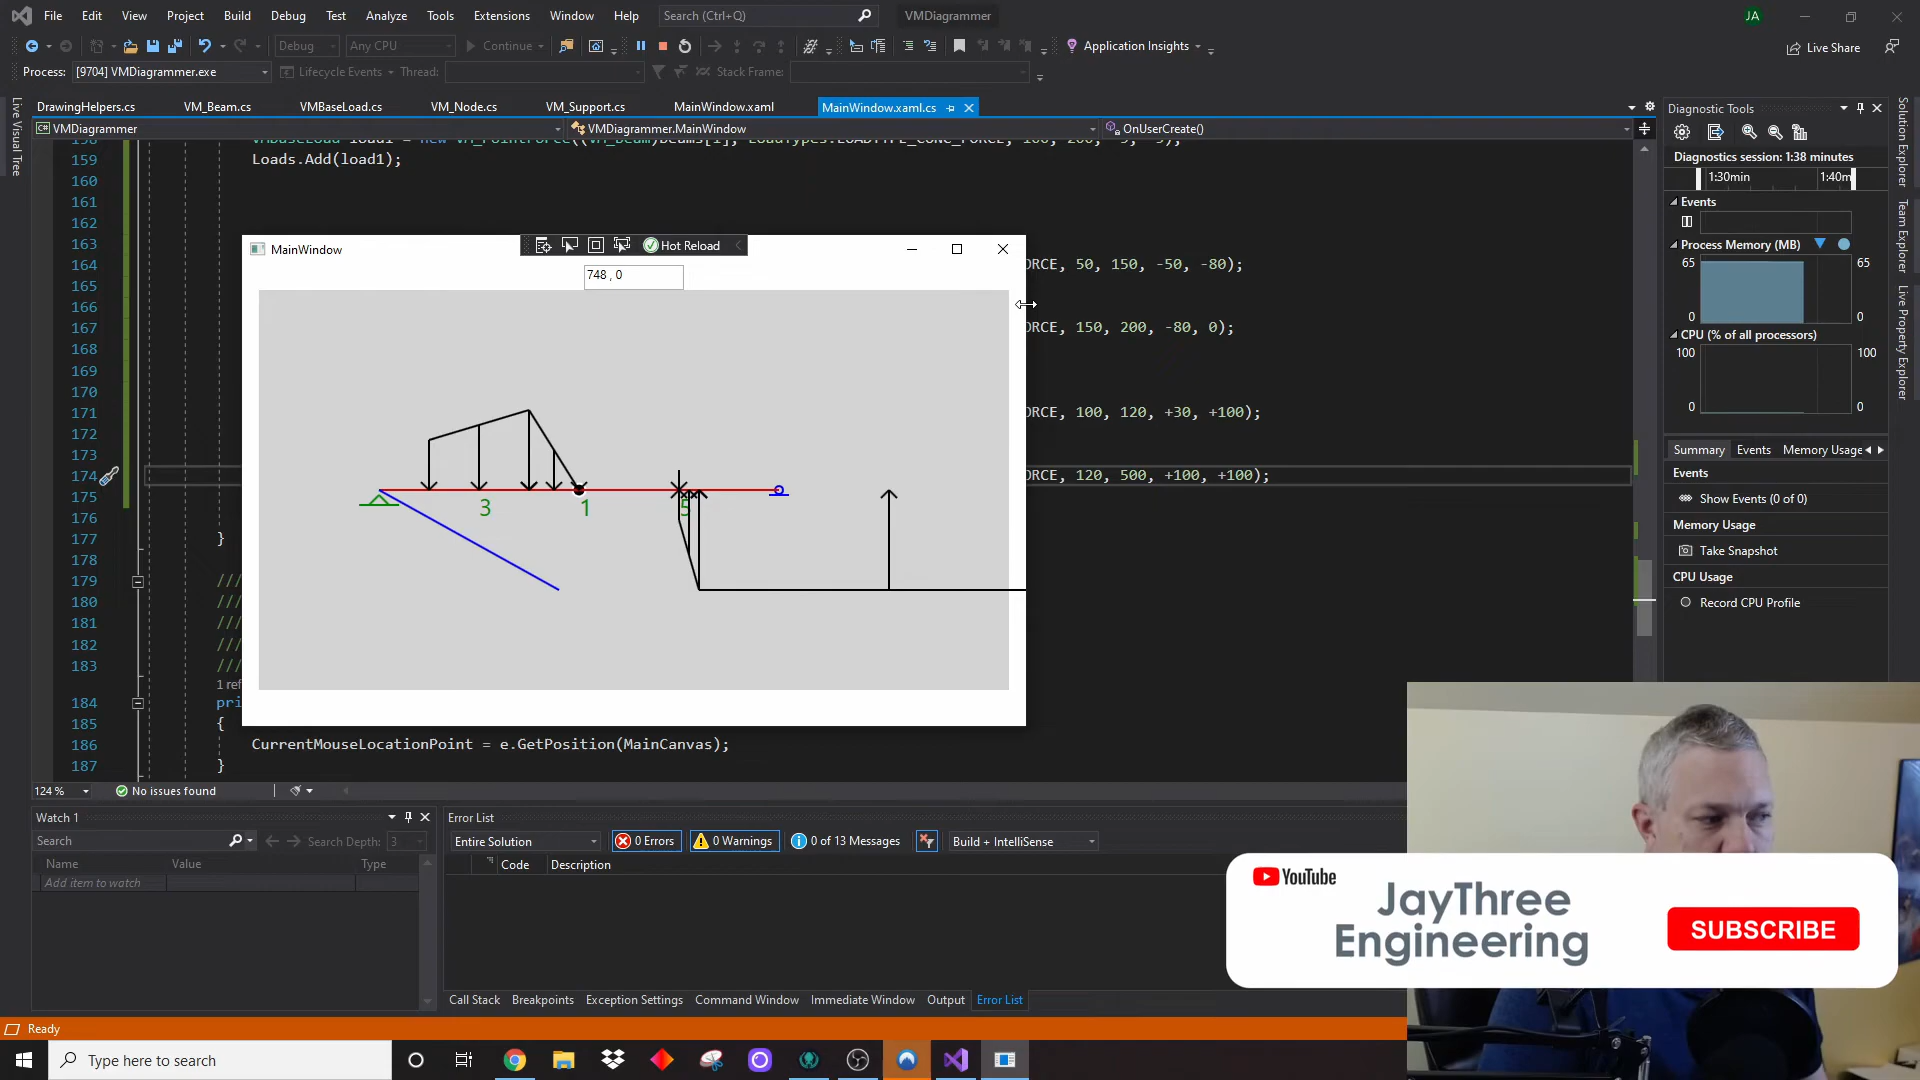 File Edit View Project Build Debug Test Analyze Tools Extensions Window Help Search (Ctrl+Q) VMDiagrammer JA
Debug Any CPU Continue Application Insights Live Share
Process: [9704] VMDiagrammer.exe Lifecycle Events Thread: Stack Frame:
DrawingHelpers.cs VM_Beam.cs VMBaseLoad.cs VM_Node.cs VM_Support.cs MainWindow.xaml MainWindow.xaml.cs
VMDiagrammer VMDiagrammer.MainWindow OnUserCreate()
Live Visual Tree
159 Loads.Add(load1);
160
161
162
163
164 ORCE, 50, 150, -50, -80);
165
166
167 ORCE, 150, 200, -80, 0);
168
169
170
171 ORCE, 100, 120, +30, +100);
172
173
174 ORCE, 120, 500, +100, +100);
175
176
177 }
178
179 ///
180 ///
181 ///
182 ///
183 ///
1 ref
184 pri
185 {
186 CurrentMouseLocationPoint = e.GetPosition(MainCanvas);
187 }
MainWindow Hot Reload
748 , 0
3 1 5
124 % No issues found
Diagnostic Tools
Diagnostics session: 1:38 minutes
1:30min 1:40m
Events
Process Memory (MB)
65 65
0 0
CPU (% of all processors)
100 100
0 0
Summary Events Memory Usage
Events
Show Events (0 of 0)
Memory Usage
Take Snapshot
CPU Usage
Record CPU Profile
Solution Explorer
Team Explorer
Live Property Explorer
Watch 1
Search Search Depth: 3
Name Value Type
Add item to watch
Error List
Entire Solution 0 Errors 0 Warnings 0 of 13 Messages Build + IntelliSense
Code Description
Call Stack Breakpoints Exception Settings Command Window Immediate Window Output Error List
YouTube
JayThree
Engineering
SUBSCRIBE
Ready
Type here to search